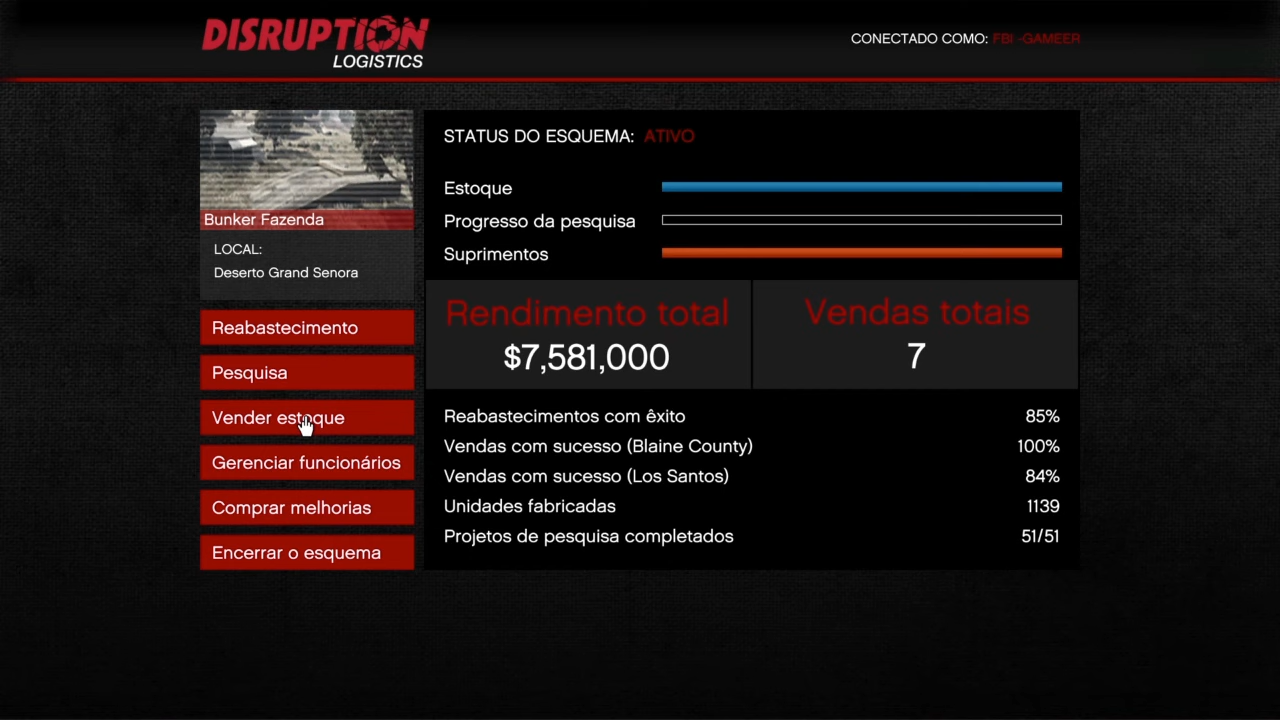 DISRUPTION
LOGISTICS
CONECTADO COMO: FBI -GAMEER
Bunker Fazenda
LOCAL:
Deserto Grand Senora
Reabastecimento
Pesquisa
Vender estoque
Gerenciar funcionários
Comprar melhorias
Encerrar o esquema
STATUS DO ESQUEMA: ATIVO
Estoque
Progresso da pesquisa
Suprimentos
Rendimento total
$7,581,000
Vendas totais
7
Reabastecimentos com êxito 85%
Vendas com sucesso (Blaine County) 100%
Vendas com sucesso (Los Santos) 84%
Unidades fabricadas 1139
Projetos de pesquisa completados 51/51